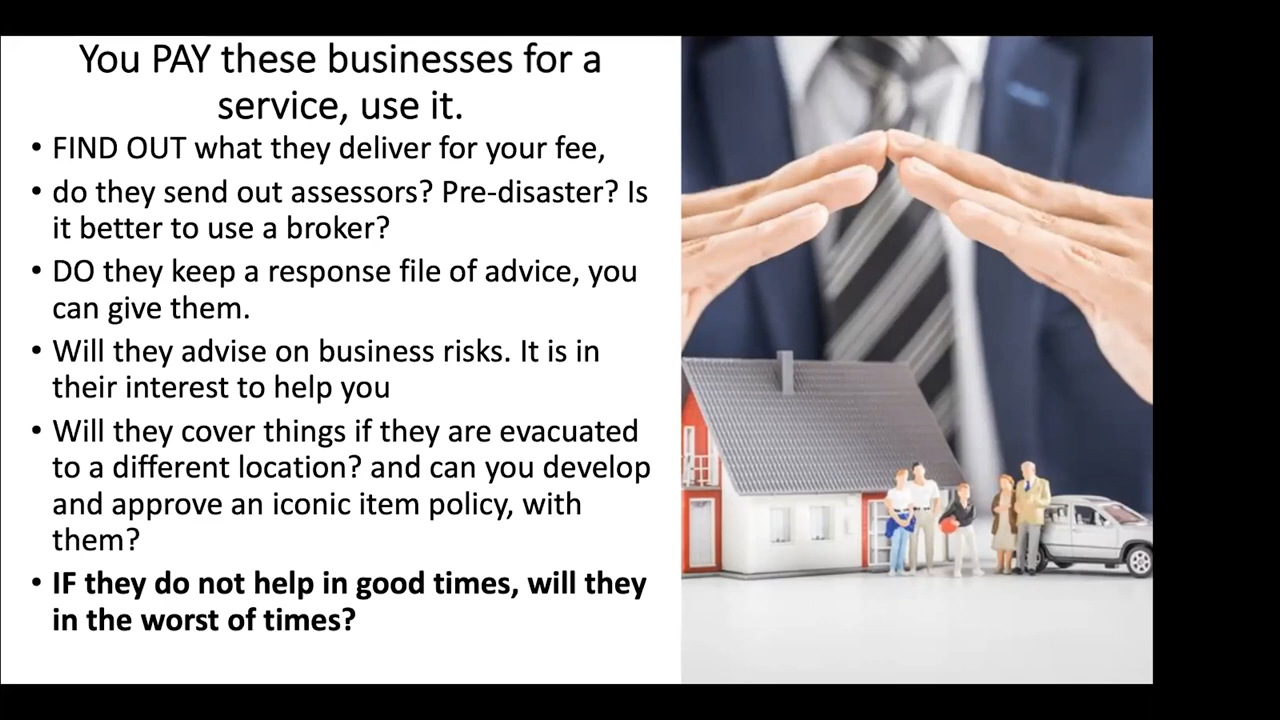 You PAY these businesses for a
service, use it.
• FIND OUT what they deliver for your fee,
• do they send out assessors? Pre-disaster? Is
it better to use a broker?
• DO they keep a response file of advice, you
can give them.
• Will they advise on business risks. It is in
their interest to help you
• Will they cover things if they are evacuated
to a different location? and can you develop
and approve an iconic item policy, with
them?
• IF they do not help in good times, will they
in the worst of times?